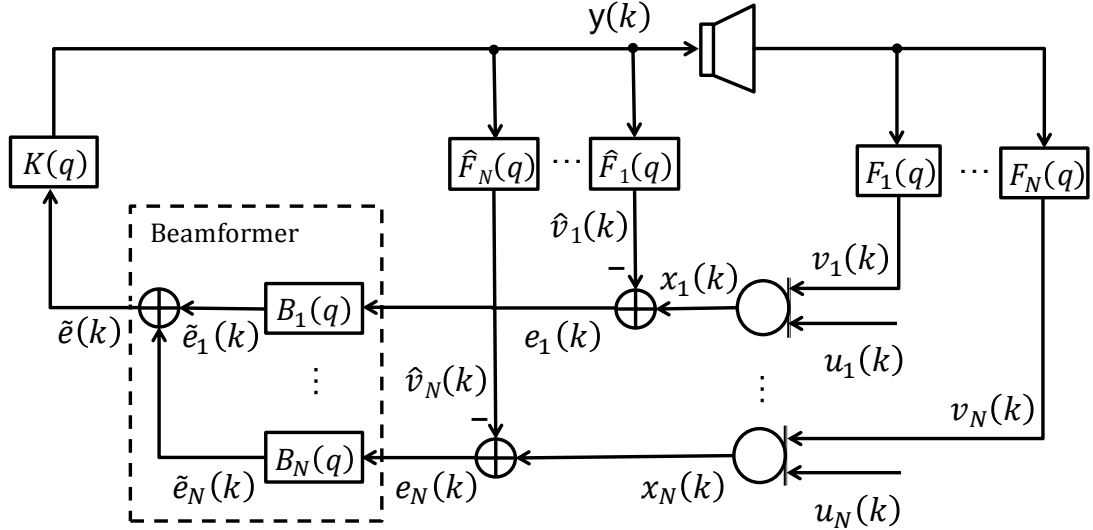 y(k)
K(q)
F̂_N(q) ⋯ F̂_1(q)
F_1(q) ⋯ F_N(q)
Beamformer
v̂_1(k)
−
x_1(k)
v_1(k)
B_1(q)
ẽ(k)
ẽ_1(k)
e_1(k)
u_1(k)
⋮
v̂_N(k)
⋯
v_N(k)
−
B_N(q)
ẽ_N(k)
e_N(k)
x_N(k)
u_N(k)